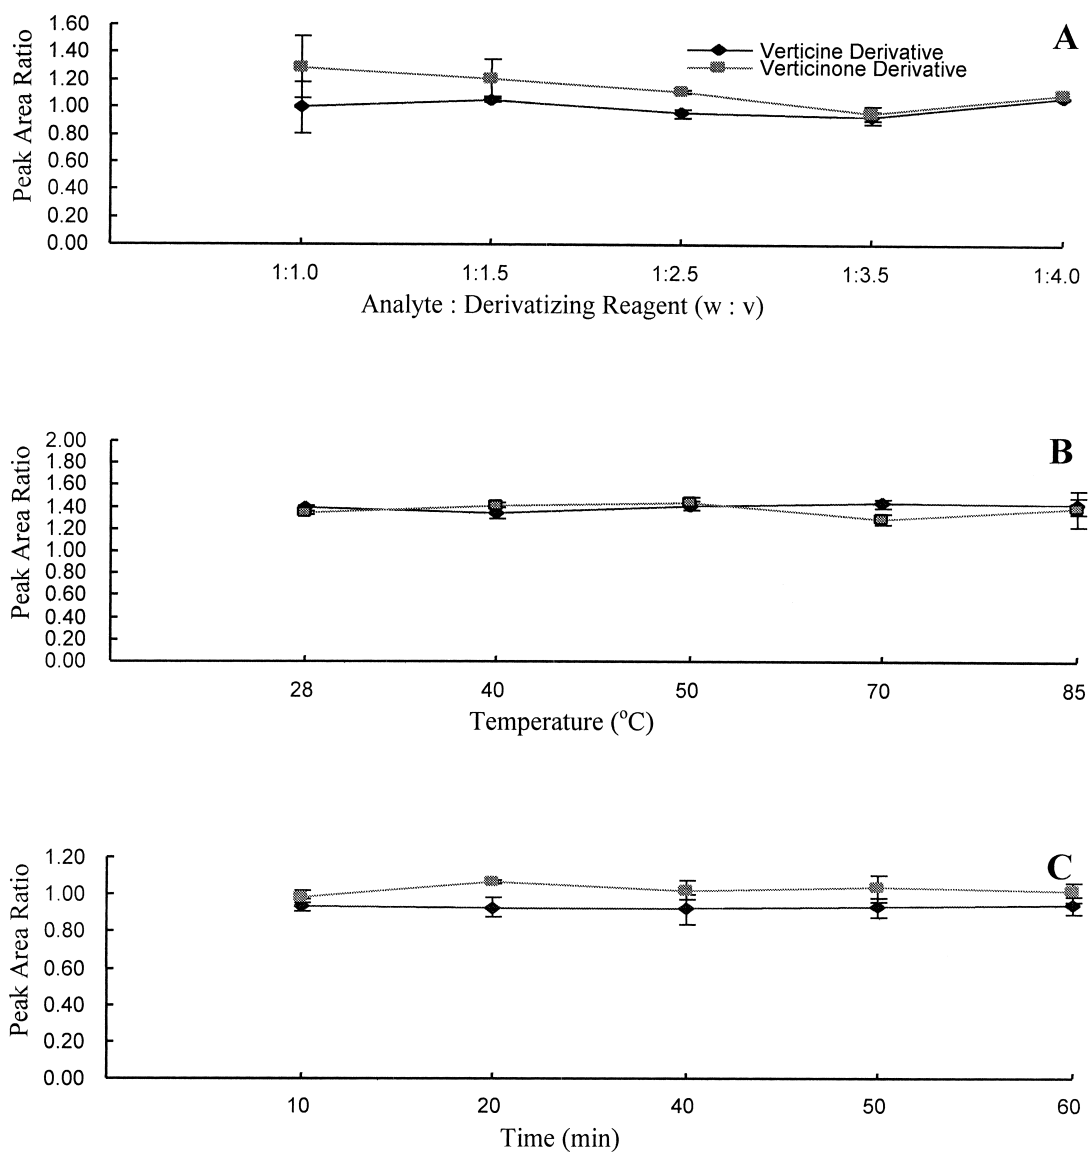 A
Verticine Derivative
Verticinone Derivative
Peak Area Ratio
1.60
1.40
1.20
1.00
0.80
0.60
0.40
0.20
0.00
1:1.0 1:1.5 1:2.5 1:3.5 1:4.0
Analyte : Derivatizing Reagent (w : v)
B
Peak Area Ratio
2.00
1.80
1.60
1.40
1.20
1.00
0.80
0.60
0.40
0.20
0.00
28 40 50 70 85
Temperature (°C)
C
Peak Area Ratio
1.20
1.00
0.80
0.60
0.40
0.20
0.00
10 20 40 50 60
Time (min)